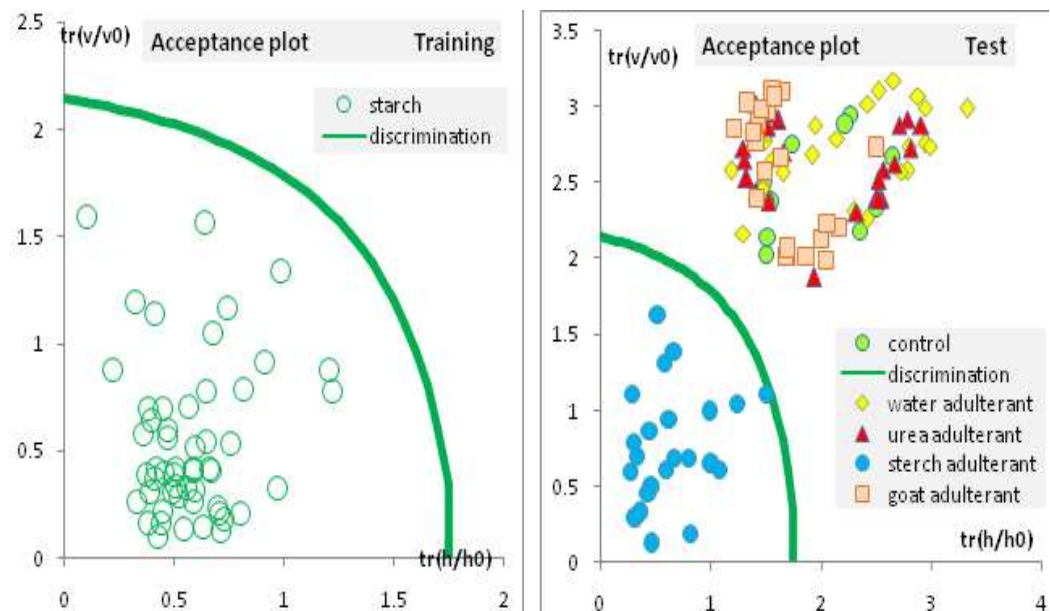 tr(v/v0)
Acceptance plot Training
starch
discrimination
2.5
2
1.5
1
0.5
0
0 0.5 1 1.5 2
tr(h/h0)
tr(v/v0)
Acceptance plot Test
3.5
3
2.5
2
1.5
1
0.5
0
control
discrimination
water adulterant
urea adulterant
sterch adulterant
goat adulterant
tr(h/h0)
0 1 2 3 4